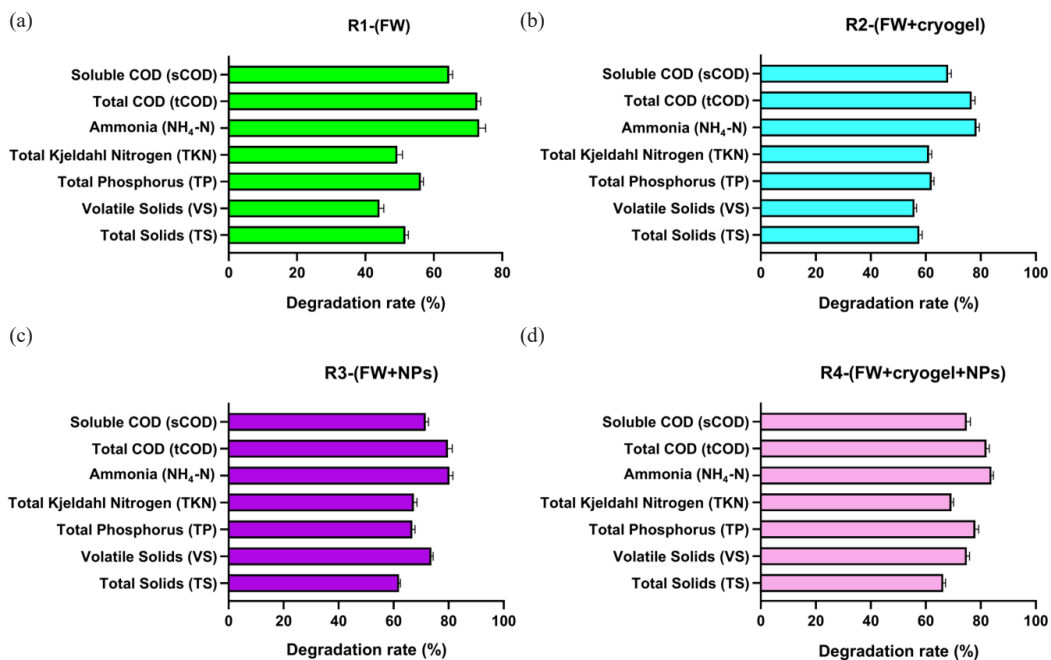 (a)
R1-(FW)
Soluble COD (sCOD)
Total COD (tCOD)
Ammonia (NH₄-N)
Total Kjeldahl Nitrogen (TKN)
Total Phosphorus (TP)
Volatile Solids (VS)
Total Solids (TS)
0 20 40 60 80
Degradation rate (%)
(b)
R2-(FW+cryogel)
Soluble COD (sCOD)
Total COD (tCOD)
Ammonia (NH₄-N)
Total Kjeldahl Nitrogen (TKN)
Total Phosphorus (TP)
Volatile Solids (VS)
Total Solids (TS)
0 20 40 60 80 100
Degradation rate (%)
(c)
R3-(FW+NPs)
Soluble COD (sCOD)
Total COD (tCOD)
Ammonia (NH₄-N)
Total Kjeldahl Nitrogen (TKN)
Total Phosphorus (TP)
Volatile Solids (VS)
Total Solids (TS)
0 20 40 60 80 100
Degradation rate (%)
(d)
R4-(FW+cryogel+NPs)
Soluble COD (sCOD)
Total COD (tCOD)
Ammonia (NH₄-N)
Total Kjeldahl Nitrogen (TKN)
Total Phosphorus (TP)
Volatile Solids (VS)
Total Solids (TS)
0 20 40 60 80 100
Degradation rate (%)